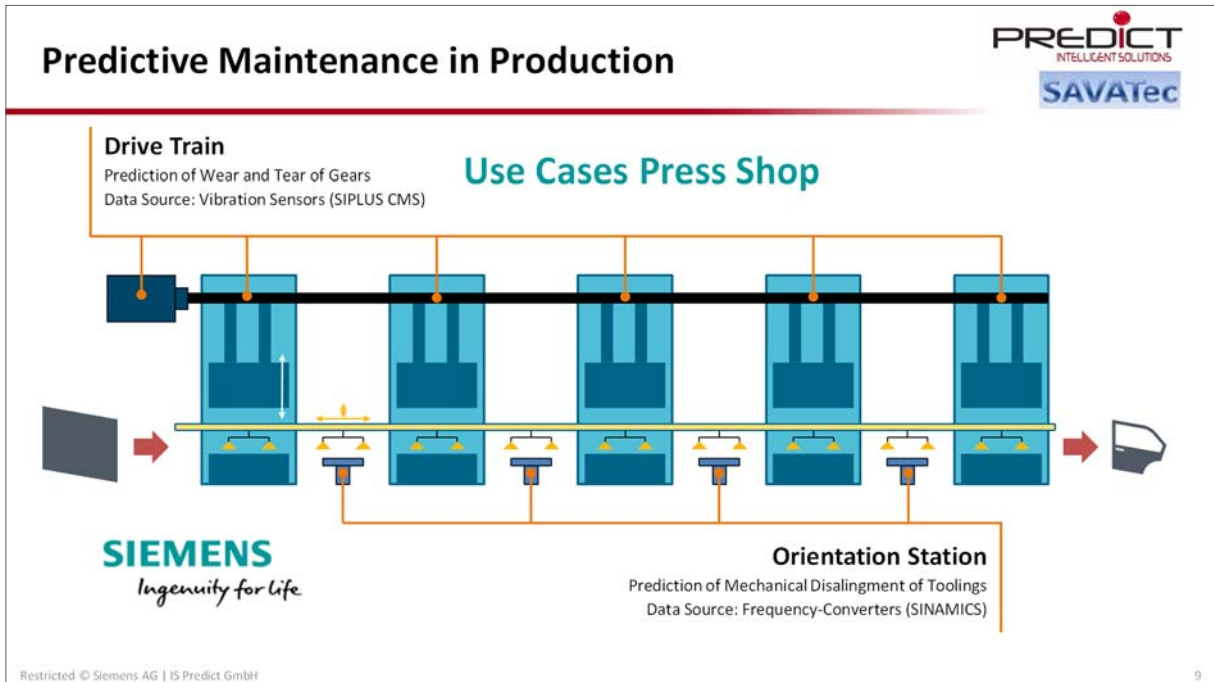 Predictive Maintenance in Production
PREDiCT
INTELLIGENT SOLUTIONS
SAVATec
Drive Train
Prediction of Wear and Tear of Gears
Data Source: Vibration Sensors (SIPLUS CMS)
Use Cases Press Shop
SIEMENS
Ingenuity for life
Orientation Station
Prediction of Mechanical Disalingment of Toolings
Data Source: Frequency-Converters (SINAMICS)
Restricted © Siemens AG | IS Predict GmbH
9